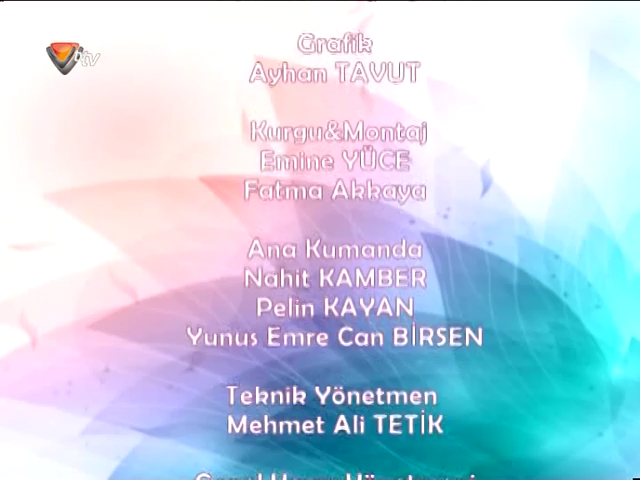 tv
Grafik
Ayhan TAVUT
Kurgu&Montaj
Emine YÜCE
Fatma Akkaya
Ana Kumanda
Nahit KAMBER
Pelin KAYAN
Yunus Emre Can BİRSEN
Teknik Yönetmen
Mehmet Ali TETİK